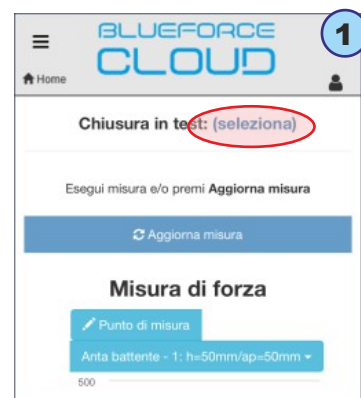 BLUEFORCE
CLOUD
1
Home
Chiusura in test: (seleziona)
Esegui misura e/o premi Aggiorna misura
Aggiorna misura
Misura di forza
Punto di misura
Anta battente - 1: h=50mm/ap=50mm
500